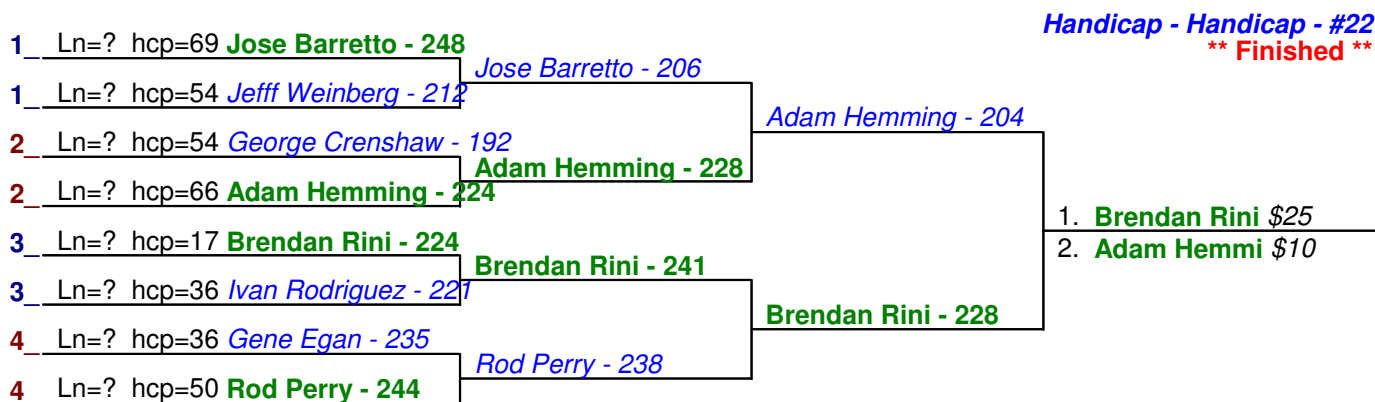 Handicap - Handicap - #22
** Finished **
1_ Ln=? hcp=69 Jose Barretto - 248
Jose Barretto - 206
1_ Ln=? hcp=54 Jefff Weinberg - 212
Adam Hemming - 204
2_ Ln=? hcp=54 George Crenshaw - 192
Adam Hemming - 228
2_ Ln=? hcp=66 Adam Hemming - 224
1. Brendan Rini $25
3_ Ln=? hcp=17 Brendan Rini - 224
2. Adam Hemmi $10
Brendan Rini - 241
3_ Ln=? hcp=36 Ivan Rodriguez - 221
Brendan Rini - 228
4_ Ln=? hcp=36 Gene Egan - 235
Rod Perry - 238
4 Ln=? hcp=50 Rod Perry - 244